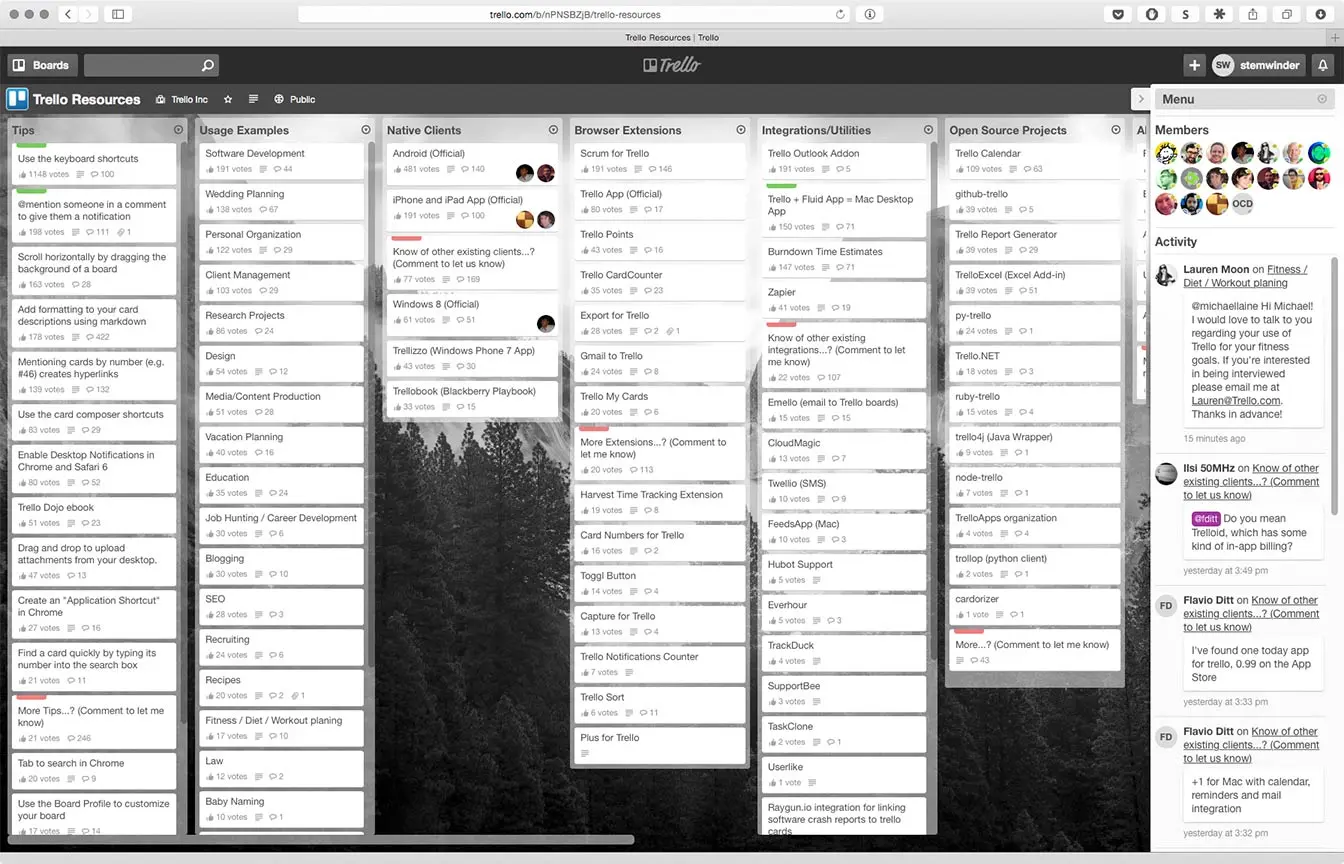 trello.com/b/nPNSBZjB/trello-resources
S
Trello Resources | Trello
Boards
Trello
SW stemwinder
Trello Resources
Trello Inc
Public
Tips
Use the keyboard shortcuts
1148 votes 100
@mention someone in a comment
to give them a notification
198 votes 111 1
Scroll horizontally by dragging the
background of a board
163 votes 28
Add formatting to your card
descriptions using markdown
178 votes 422
Mentioning cards by number (e.g.
#46) creates hyperlinks
139 votes 132
Use the card composer shortcuts
83 votes 29
Enable Desktop Notifications in
Chrome and Safari 6
80 votes 52
Trello Dojo ebook
51 votes 23
Drag and drop to upload
attachments from your desktop.
47 votes 13
Create an "Application Shortcut"
in Chrome
27 votes 16
Find a card quickly by typing its
number into the search box
21 votes 11
More Tips...? (Comment to let me
know)
21 votes 246
Tab to search in Chrome
20 votes 9
Use the Board Profile to customize
your board
17 votes 14
Usage Examples
Software Development
191 votes 44
Wedding Planning
138 votes 67
Personal Organization
122 votes 29
Client Management
103 votes 29
Research Projects
86 votes 24
Design
54 votes 12
Media/Content Production
51 votes 28
Vacation Planning
40 votes 16
Education
35 votes 24
Job Hunting / Career Development
30 votes 6
Blogging
30 votes 10
SEO
28 votes 3
Recruiting
24 votes 6
Recipes
20 votes 2 1
Fitness / Diet / Workout planing
17 votes 10
Law
12 votes 2
Baby Naming
10 votes 1
Native Clients
Android (Official)
481 votes 140
iPhone and iPad App (Official)
191 votes 100
Know of other existing clients...?
(Comment to let us know)
77 votes 169
Windows 8 (Official)
61 votes 51
Trellizzo (Windows Phone 7 App)
43 votes 30
Trellobook (Blackberry Playbook)
33 votes 15
Browser Extensions
Scrum for Trello
191 votes 146
Trello App (Official)
80 votes 17
Trello Points
43 votes 16
Trello CardCounter
35 votes 23
Export for Trello
28 votes 2 1
Gmail to Trello
24 votes 8
Trello My Cards
20 votes 6
More Extensions...? (Comment to
let me know)
20 votes 113
Harvest Time Tracking Extension
19 votes 8
Card Numbers for Trello
16 votes 2
Toggl Button
14 votes 4
Capture for Trello
13 votes 4
Trello Notifications Counter
7 votes
Trello Sort
6 votes 11
Plus for Trello
Integrations/Utilities
Trello Outlook Addon
191 votes 5
Trello + Fluid App = Mac Desktop
App
150 votes 71
Burndown Time Estimates
147 votes 71
Zapier
41 votes 19
Know of other existing
integrations...? (Comment to let
me know)
22 votes 107
Emello (email to Trello boards)
15 votes 15
CloudMagic
13 votes 7
Twellio (SMS)
10 votes 9
FeedsApp (Mac)
10 votes 3
Hubot Support
5 votes
Everhour
5 votes 3
TrackDuck
4 votes
SupportBee
3 votes
TaskClone
2 votes 1
Userlike
1 vote
Raygun.io integration for linking
software crash reports to trello
cards
Open Source Projects
Trello Calendar
109 votes 63
github-trello
39 votes 5
Trello Report Generator
39 votes 29
TrelloExcel (Excel Add-in)
39 votes 51
py-trello
24 votes 1
Trello.NET
18 votes 3
ruby-trello
15 votes 4
trello4j (Java Wrapper)
9 votes 1
node-trello
7 votes 1
TrelloApps organization
4 votes 4
trollop (python client)
2 votes 1
cardorizer
1 vote 1
More...? (Comment to let me know)
43
Menu
Members
OCD
Activity
Lauren Moon on Fitness /
Diet / Workout planing
@michaellaine Hi Michael!
I would love to talk to you
regarding your use of
Trello for your fitness
goals. If you're interested
in being interviewed
please email me at
Lauren@Trello.com.
Thanks in advance!
15 minutes ago
Ilsi 50MHz on Know of other
existing clients...? (Comment
to let us know)
@fditt Do you mean
Trelloid, which has some
kind of in-app billing?
yesterday at 3:49 pm
FD Flavio Ditt on Know of other
existing clients...? (Comment
to let us know)
I've found one today app
for trello, 0.99 on the App
Store
yesterday at 3:33 pm
FD Flavio Ditt on Know of other
existing clients...? (Comment
to let us know)
+1 for Mac with calendar,
reminders and mail
integration
yesterday at 3:32 pm